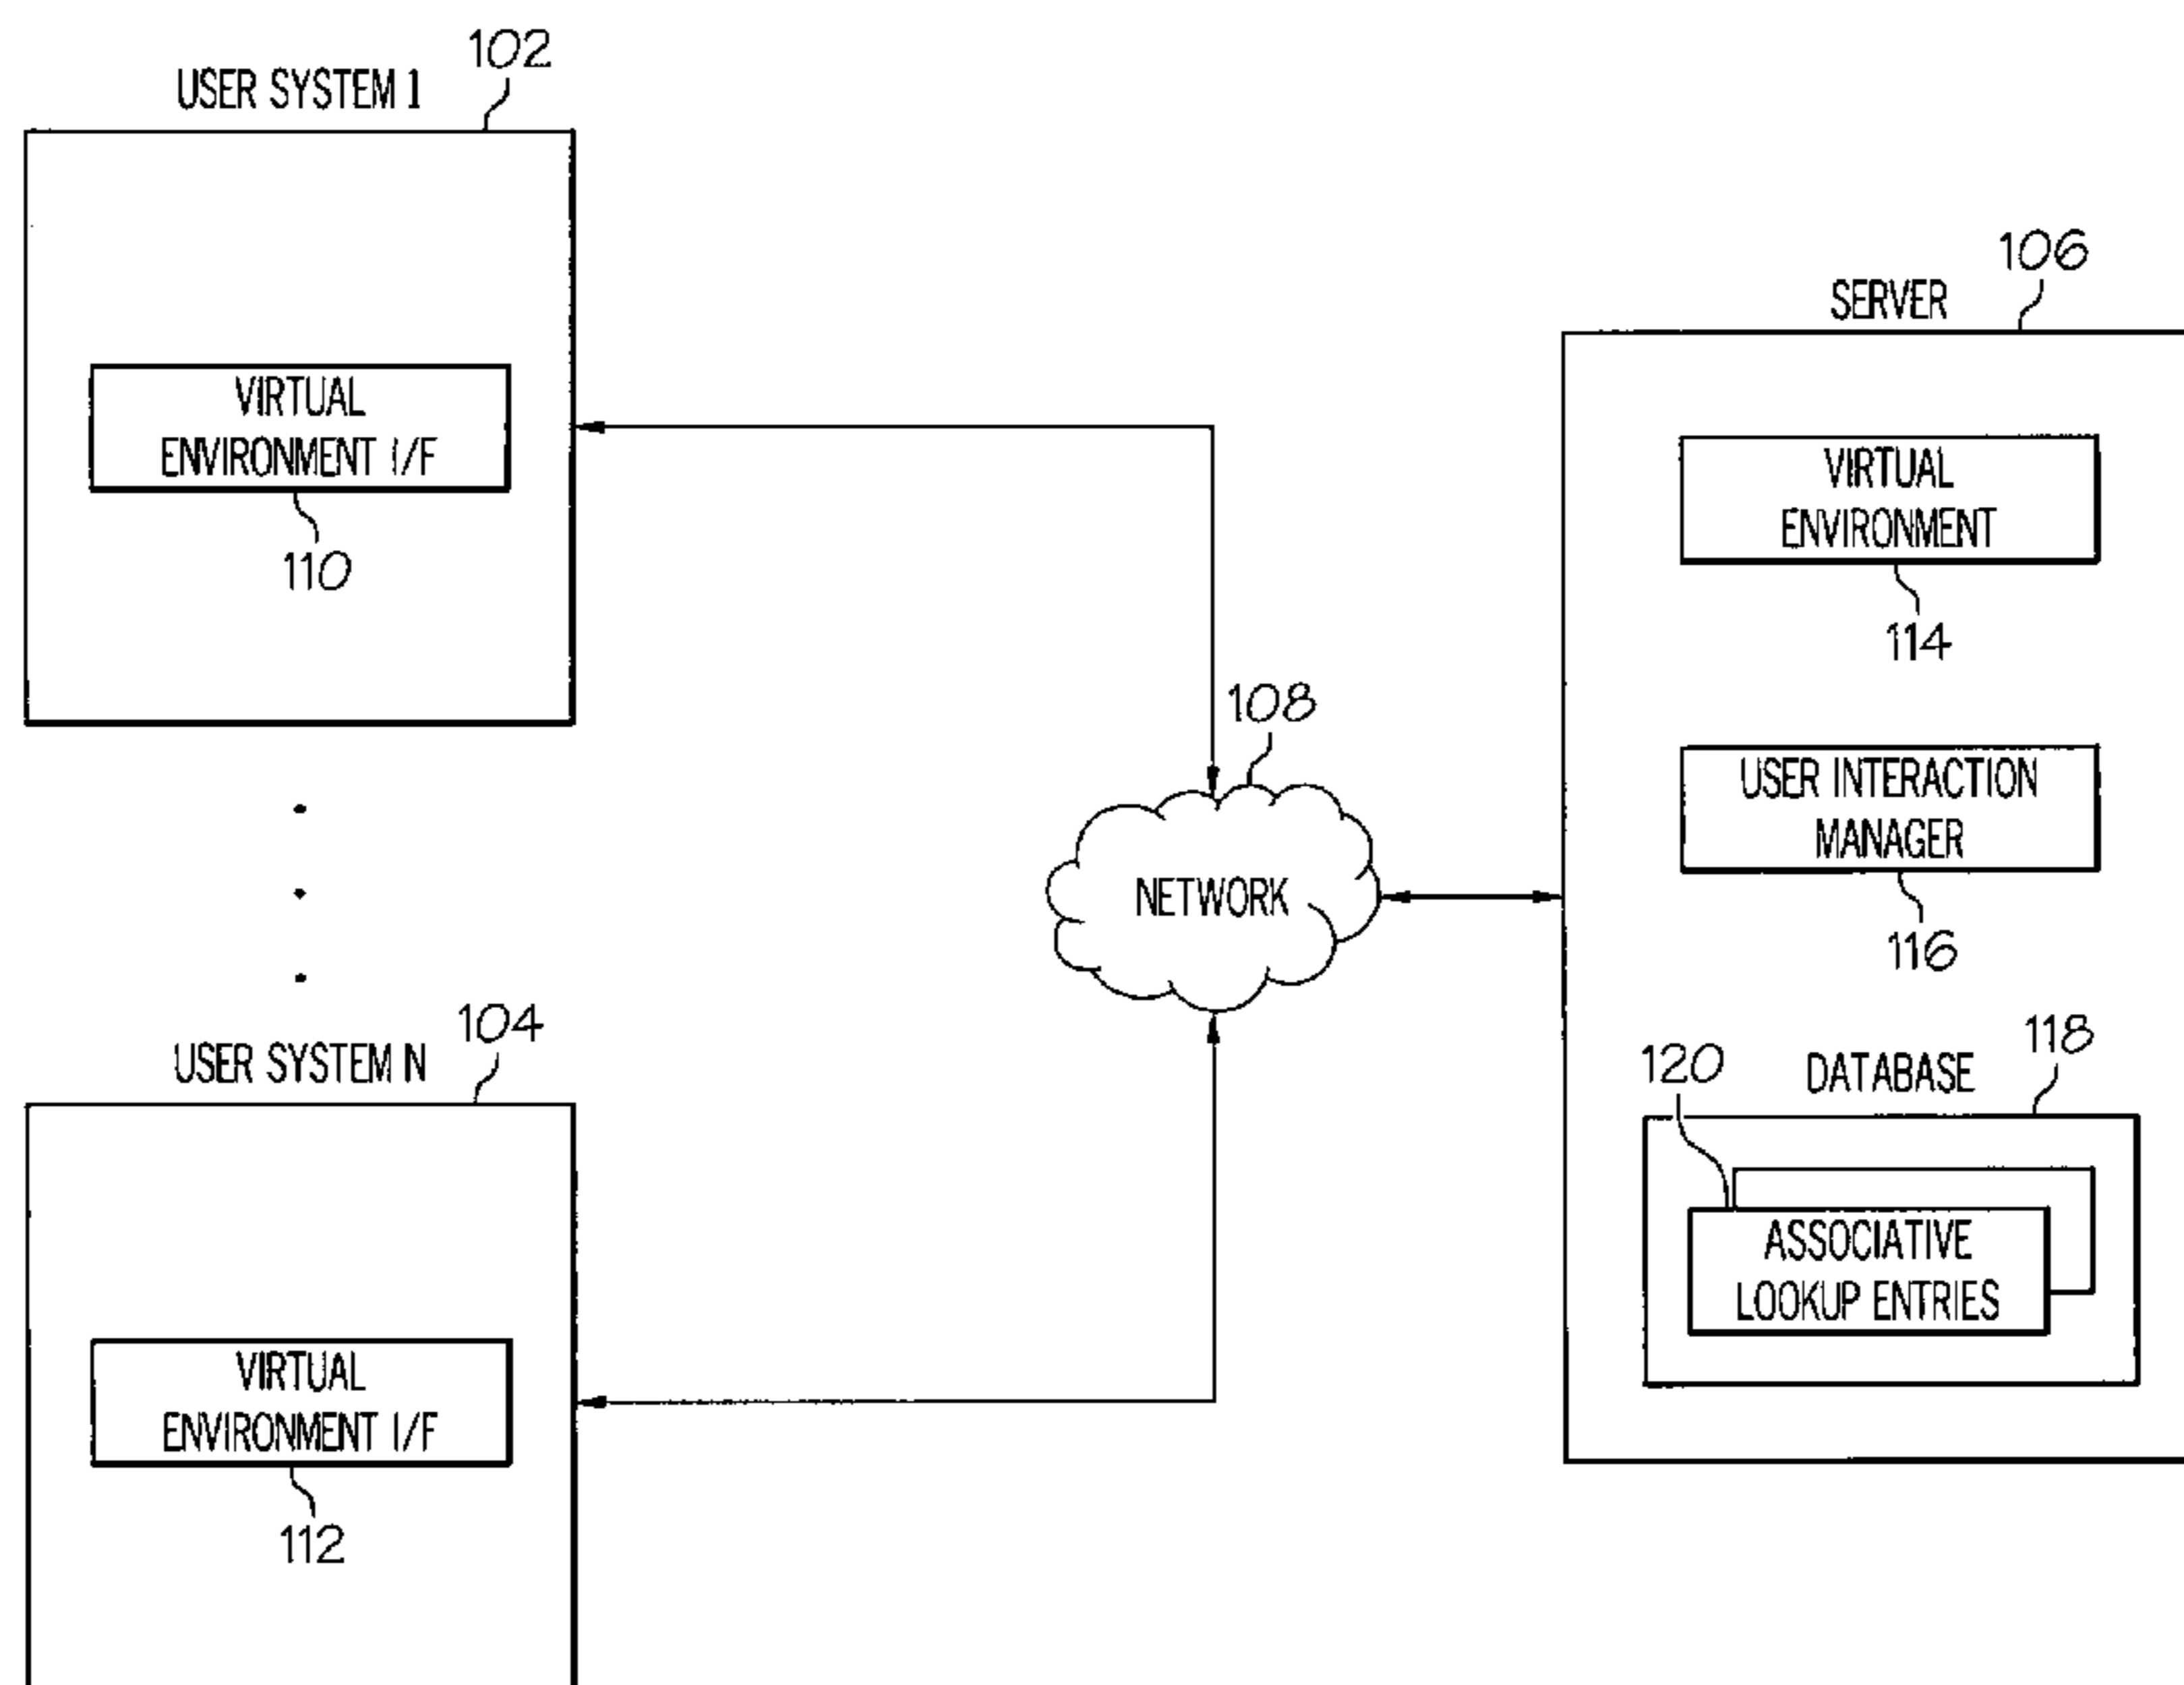 102
USER SYSTEM 1
VIRTUAL
ENVIRONMENT I/F
110
104
USER SYSTEM N
VIRTUAL
ENVIRONMENT I/F
112
108
NETWORK
106
SERVER
VIRTUAL
ENVIRONMENT
114
USER INTERACTION
MANAGER
116
118
120
DATABASE
ASSOCIATIVE
LOOKUP ENTRIES